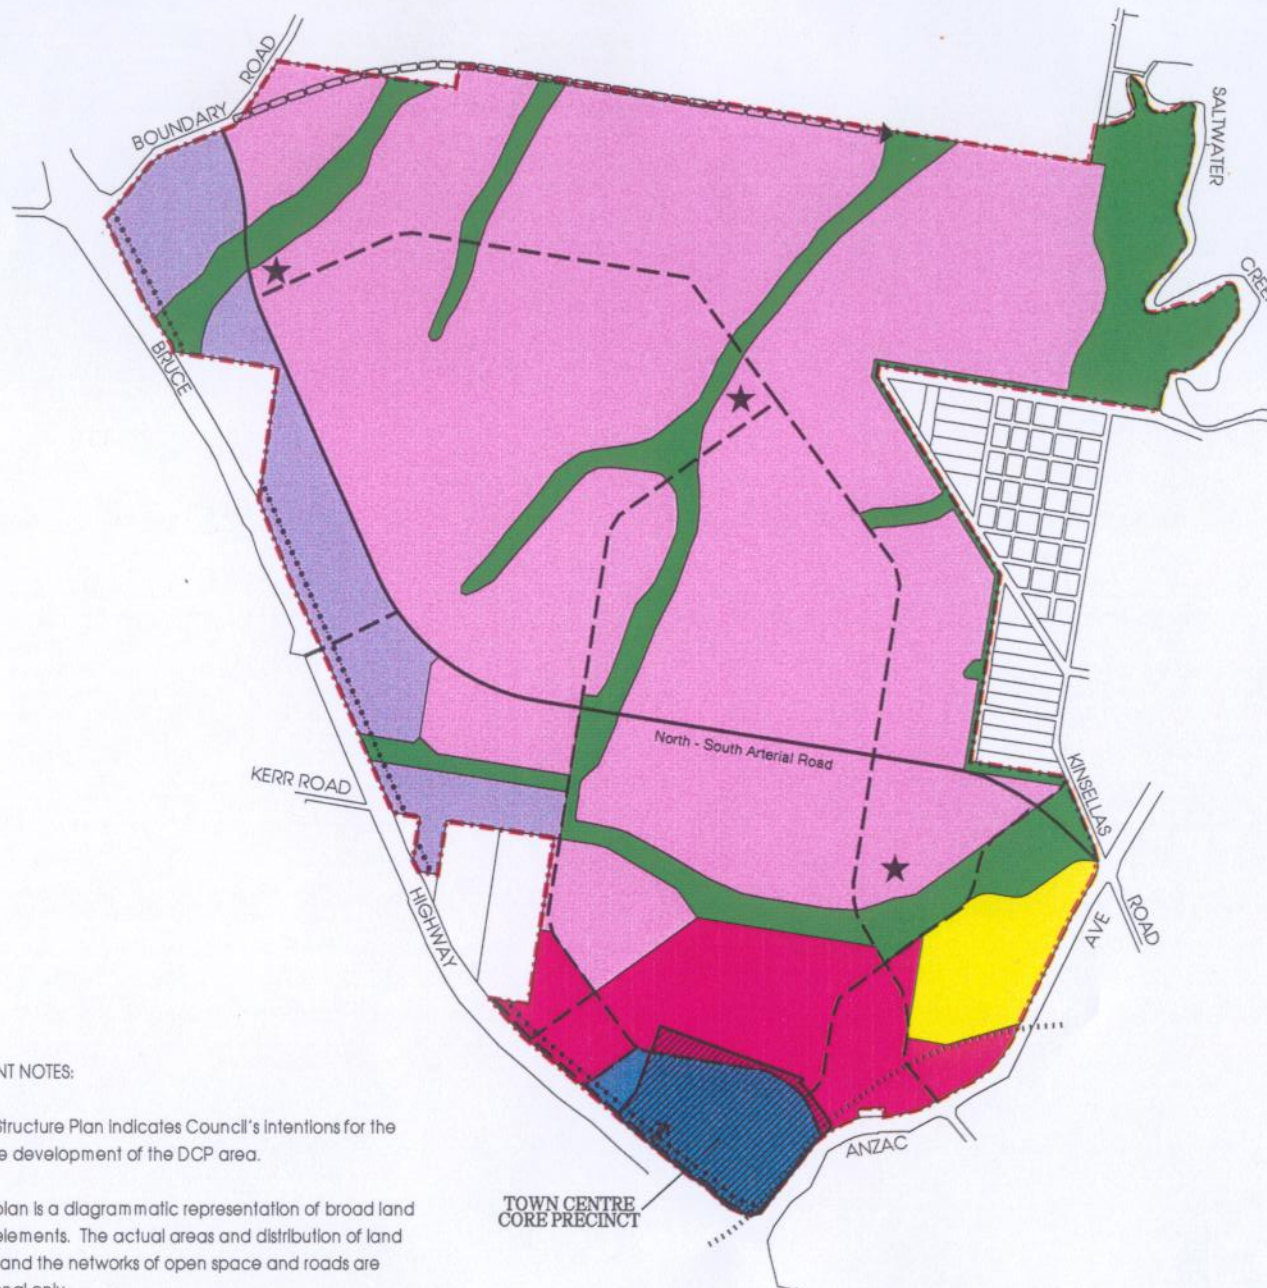 BOUNDARY ROAD
SALTWATER
BRUCE
North - South Arterial Road
KERR ROAD
KINSELLAS
HIGHWAY
AVE
ROAD
NOTES:
Structure Plan indicates Council's intentions for the
development of the DCP area.
ANZAC
plan is a diagrammatic representation of broad land
TOWN CENTRE
CORE PRECINCT
elements. The actual areas and distribution of land
and the networks of open space and roads are
only